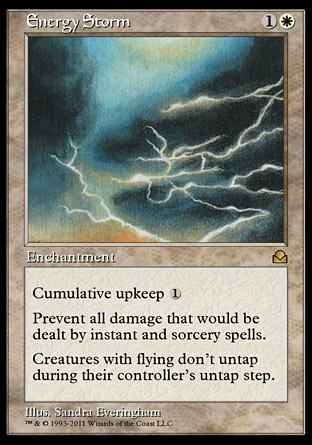 Energy Storm 1
Enchantment
Cumulative upkeep 1
Prevent all damage that would be
dealt by instant and sorcery spells.
Creatures with flying don't untap
during their controller's untap step.
Illus. Sandra Everingham
™ & © 1993-2011 Wizards of the Coast LLC